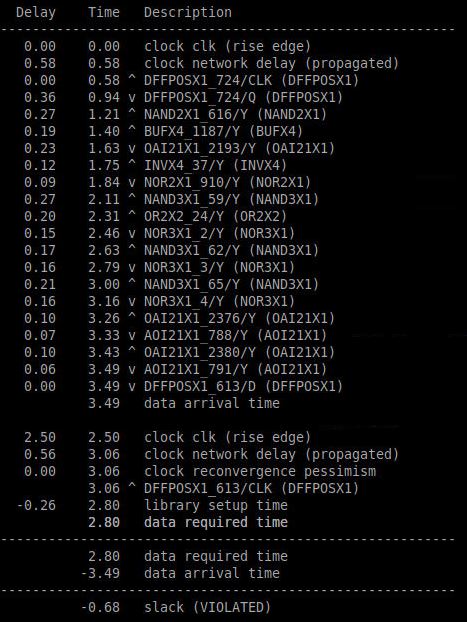 Delay Time Description
---------------------------------------------------------
0.00 0.00 clock clk (rise edge)
0.58 0.58 clock network delay (propagated)
0.00 0.58 ^ DFFPOSX1_724/CLK (DFFPOSX1)
0.36 0.94 v DFFPOSX1_724/Q (DFFPOSX1)
0.27 1.21 ^ NAND2X1_616/Y (NAND2X1)
0.19 1.40 ^ BUFX4_1187/Y (BUFX4)
0.23 1.63 v OAI21X1_2193/Y (OAI21X1)
0.12 1.75 ^ INVX4_37/Y (INVX4)
0.09 1.84 v NOR2X1_910/Y (NOR2X1)
0.27 2.11 ^ NAND3X1_59/Y (NAND3X1)
0.20 2.31 ^ OR2X2_24/Y (OR2X2)
0.15 2.46 v NOR3X1_2/Y (NOR3X1)
0.17 2.63 ^ NAND3X1_62/Y (NAND3X1)
0.16 2.79 v NOR3X1_3/Y (NOR3X1)
0.21 3.00 ^ NAND3X1_65/Y (NAND3X1)
0.16 3.16 v NOR3X1_4/Y (NOR3X1)
0.10 3.26 ^ OAI21X1_2376/Y (OAI21X1)
0.07 3.33 v AOI21X1_788/Y (AOI21X1)
0.10 3.43 ^ OAI21X1_2380/Y (OAI21X1)
0.06 3.49 v AOI21X1_791/Y (AOI21X1)
0.00 3.49 v DFFPOSX1_613/D (DFFPOSX1)
3.49 data arrival time

2.50 2.50 clock clk (rise edge)
0.56 3.06 clock network delay (propagated)
0.00 3.06 clock reconvergence pessimism
3.06 ^ DFFPOSX1_613/CLK (DFFPOSX1)
-0.26 2.80 library setup time
2.80 data required time
---------------------------------------------------------
2.80 data required time
-3.49 data arrival time
---------------------------------------------------------
-0.68 slack (VIOLATED)